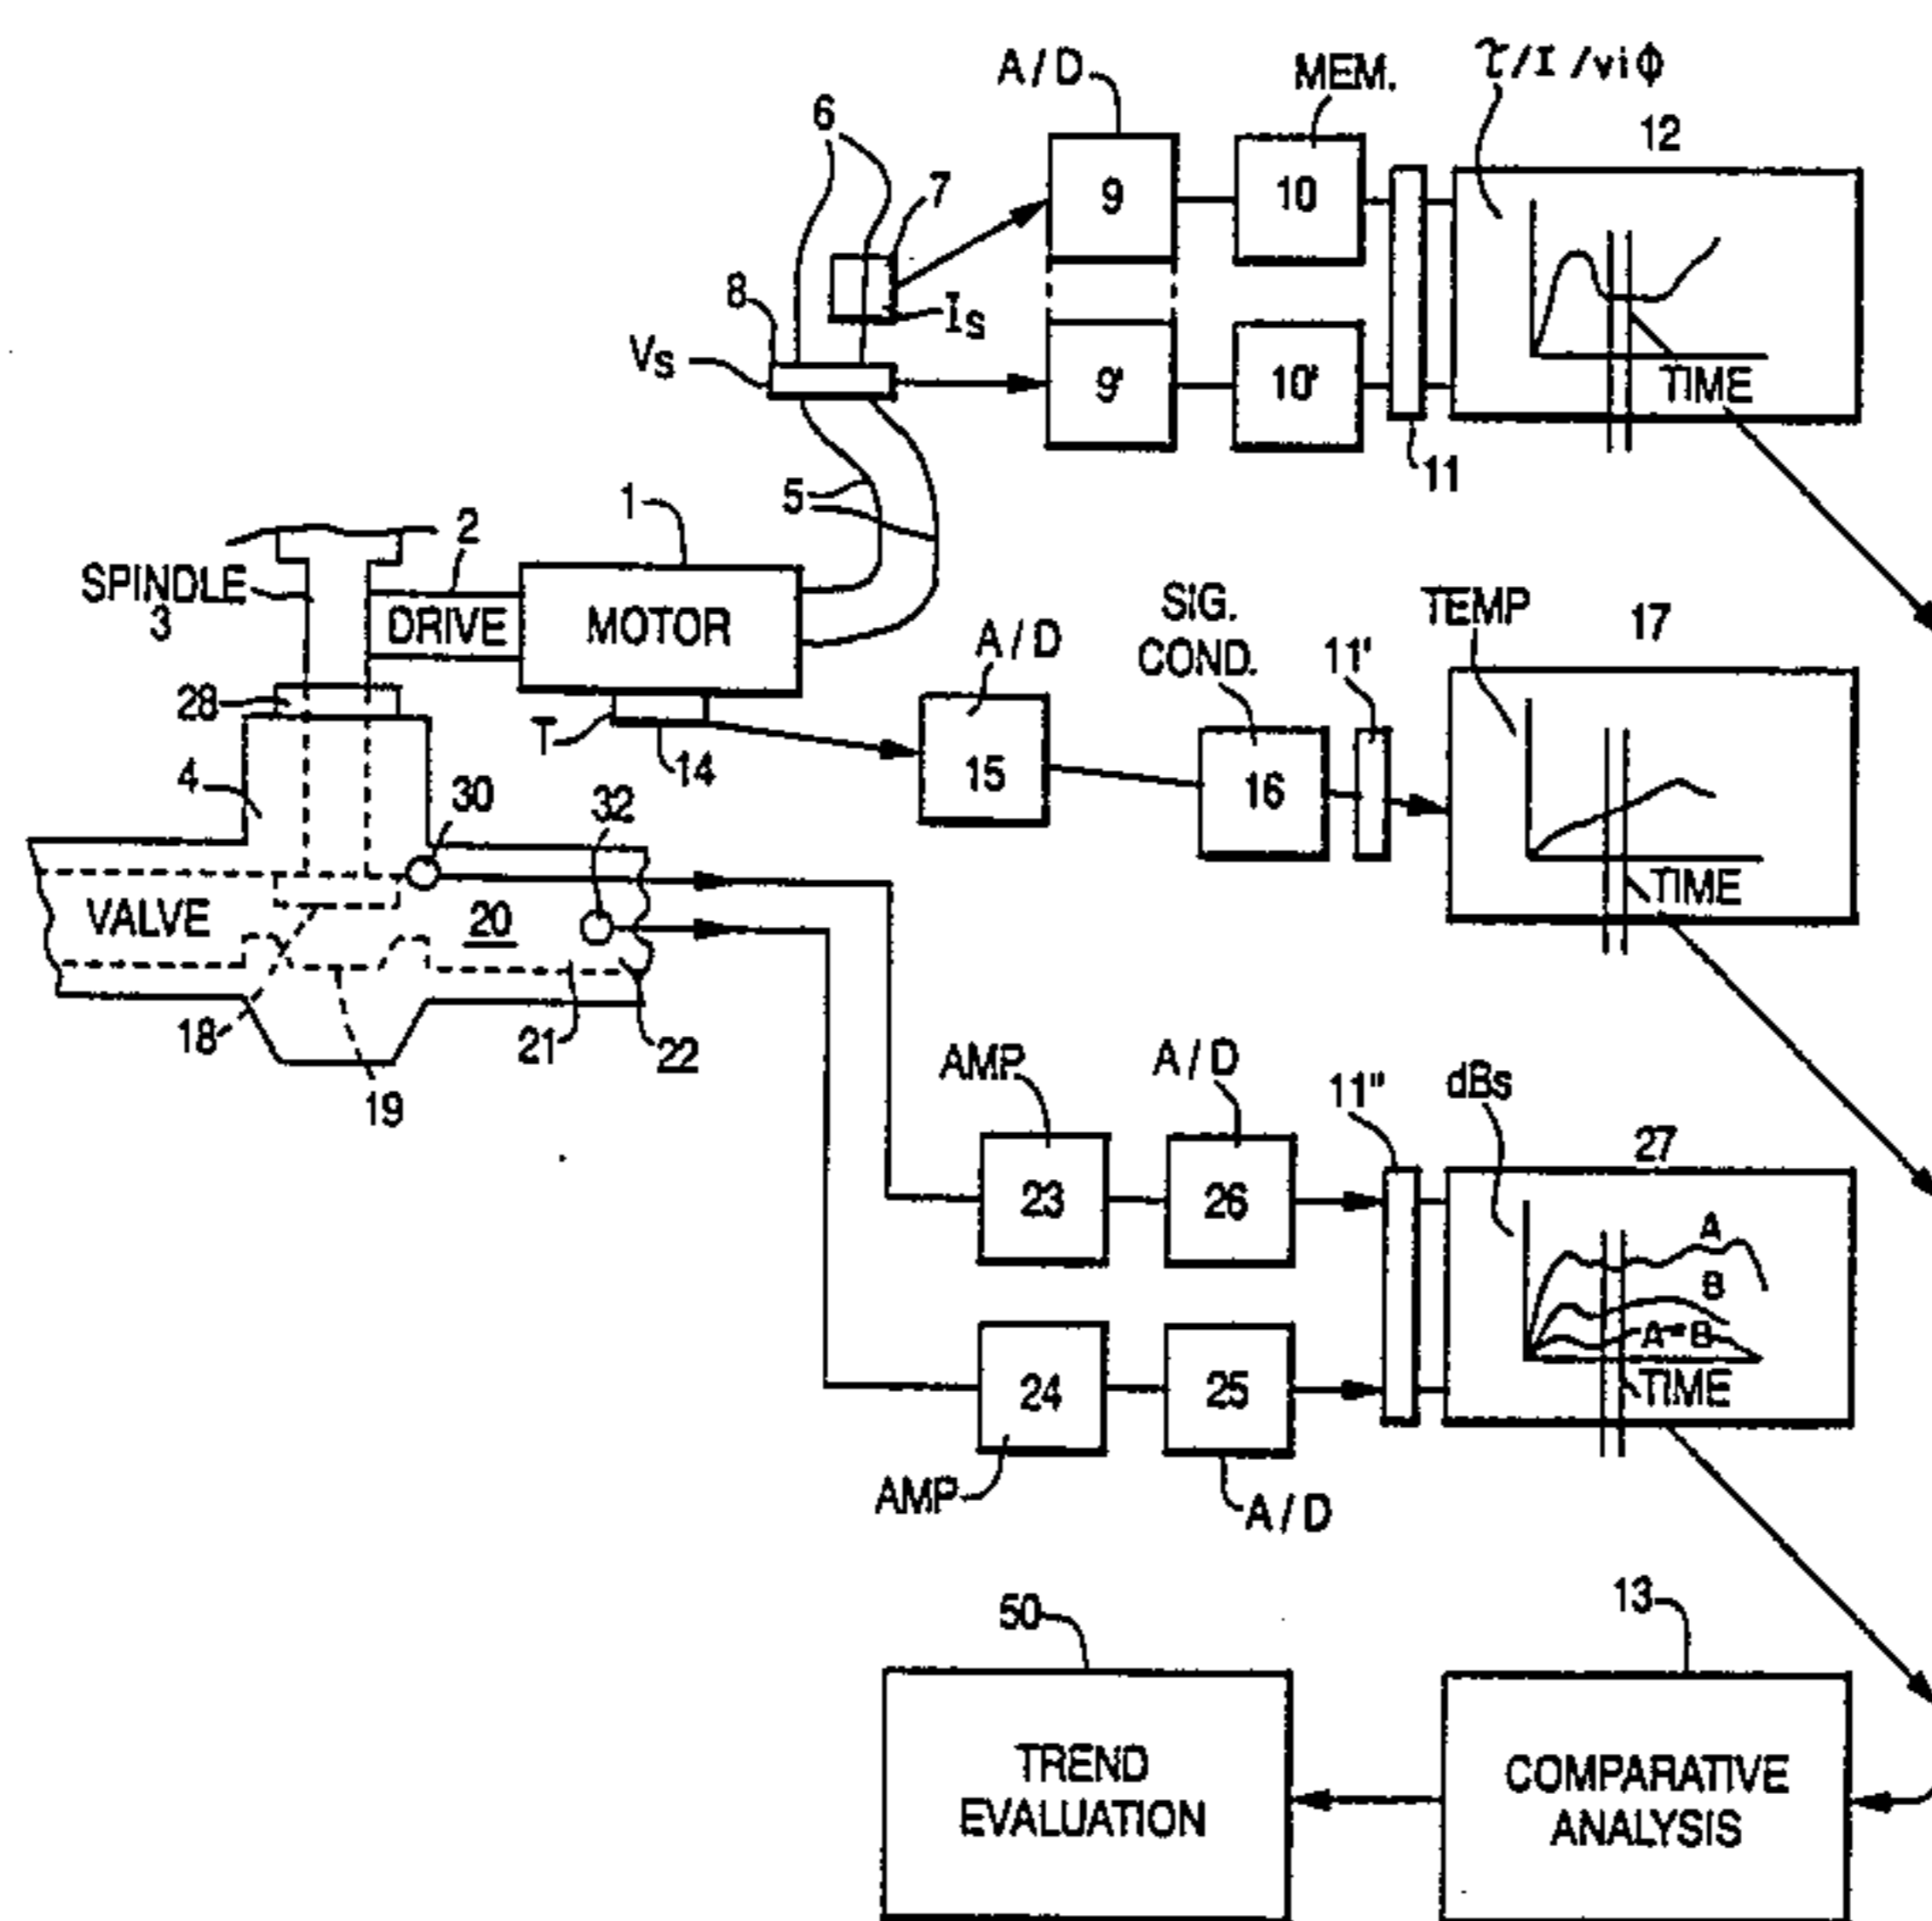 A/D
MEM.
τ/I/viϕ
12
6
7
9
10
8
Is
Vs
9'
10'
TIME
11
5
1
2
SPINDLE
3
DRIVE
MOTOR
SIG.
COND.
TEMP
17
A/D
11'
28
T
14
15
16
4
30
32
TIME
VALVE
20
18
21
22
19
AMP
A/D
11"
dBs
27
23
26
A
B
A-B
24
25
TIME
AMP
A/D
50
13
TREND
EVALUATION
COMPARATIVE
ANALYSIS